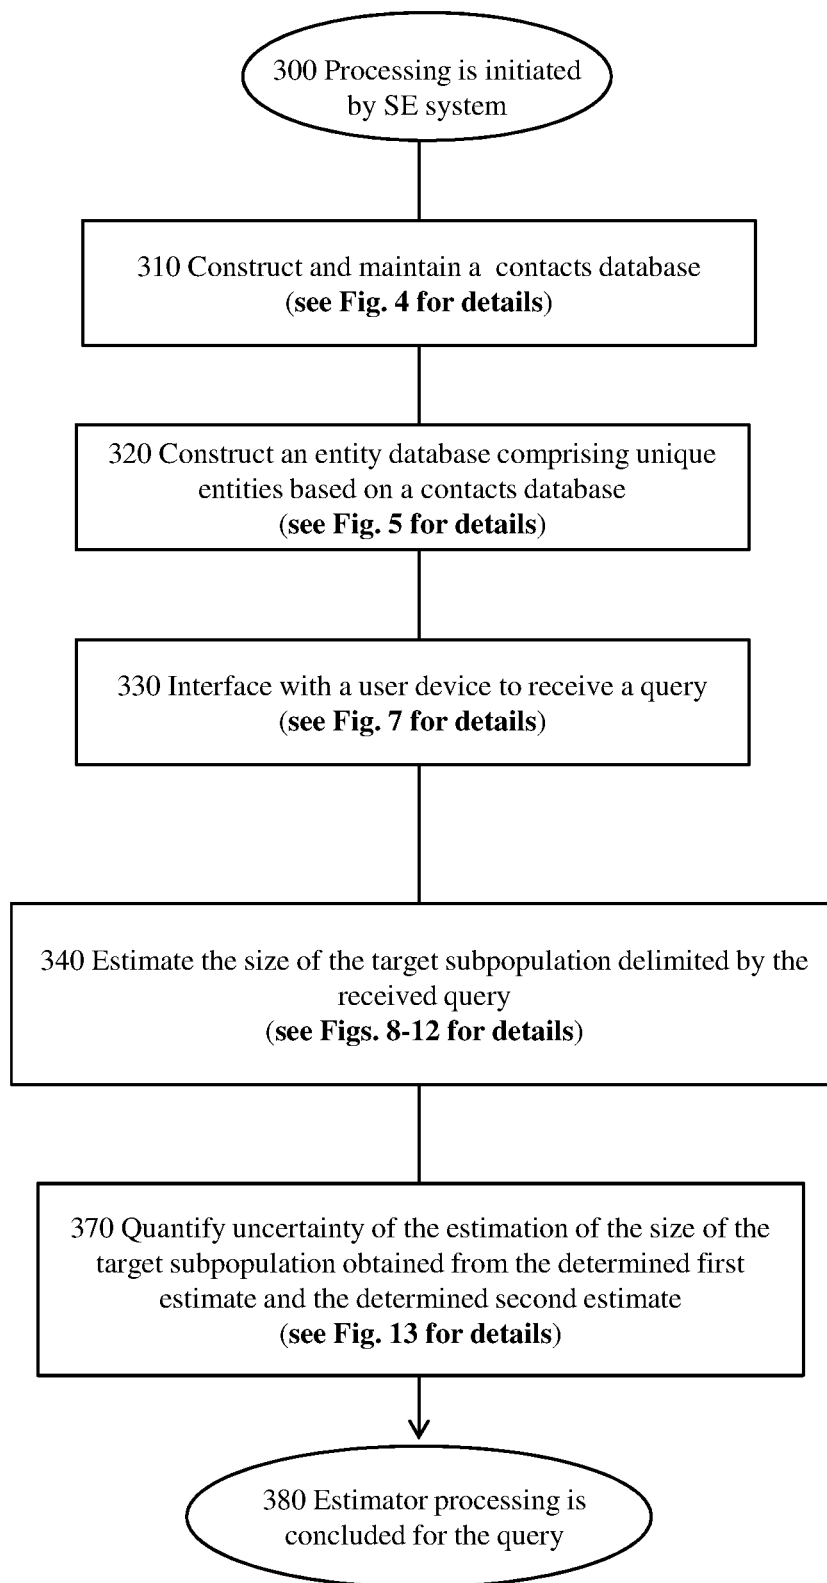 300 Processing is initiated
by SE system
310 Construct and maintain a contacts database
(see Fig. 4 for details)
320 Construct an entity database comprising unique
entities based on a contacts database
(see Fig. 5 for details)
330 Interface with a user device to receive a query
(see Fig. 7 for details)
340 Estimate the size of the target subpopulation delimited by the
received query
(see Figs. 8-12 for details)
370 Quantify uncertainty of the estimation of the size of the
target subpopulation obtained from the determined first
estimate and the determined second estimate
(see Fig. 13 for details)
380 Estimator processing is
concluded for the query